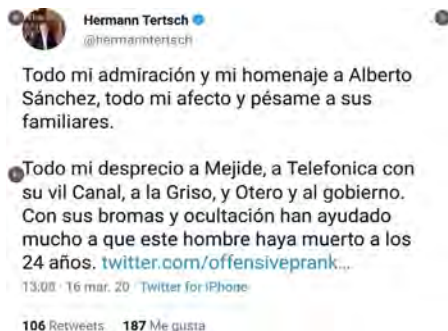 Hermann Tertsch
@hermanntertsch
Todo mi admiración y mi homenaje a Alberto
Sánchez, todo mi afecto y pésame a sus
familiares.
Todo mi desprecio a Mejide, a Telefonica con
su vil Canal, a la Griso, y Otero y al gobierno.
Con sus bromas y ocultación han ayudado
mucho a que este hombre haya muerto a los
24 años. twitter.com/offensiveprank...
13:08 · 16 mar. 20 · Twitter for iPhone
106 Retweets 187 Me gusta